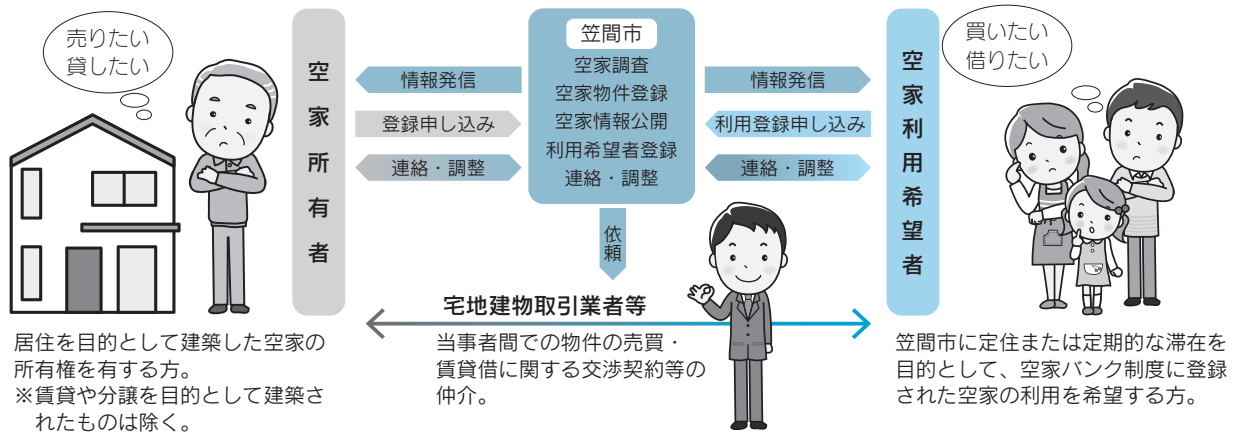 売りたい
貸したい
空家所有者
情報発信
登録申し込み
連絡・調整
笠間市
空家調査
空家物件登録
空家情報公開
利用希望者登録
連絡・調整
情報発信
利用登録申し込み
連絡・調整
空家利用希望者
買いたい
借りたい
依頼
宅地建物取引業者等
当事者間での物件の売買・
賃貸借に関する交渉契約等の
仲介。
居住を目的として建築した空家の
所有権を有する方。
※賃貸や分譲を目的として建築さ
れたものは除く。
笠間市に定住または定期的な滞在を
目的として、空家バンク制度に登録
された空家の利用を希望する方。